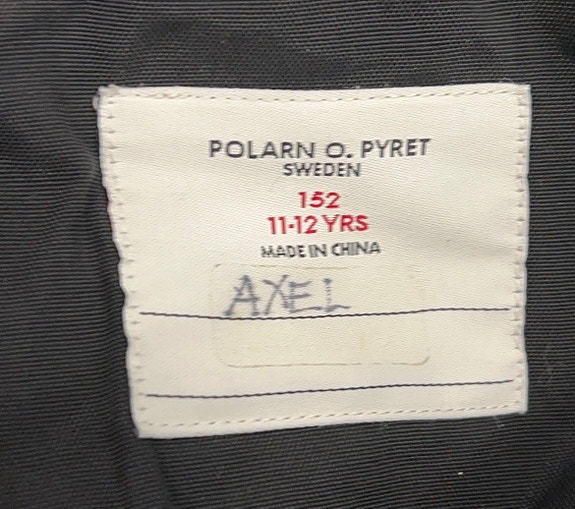 POLARN O. PYRET
SWEDEN
152
11-12 YRS
MADE IN CHINA
AXEL